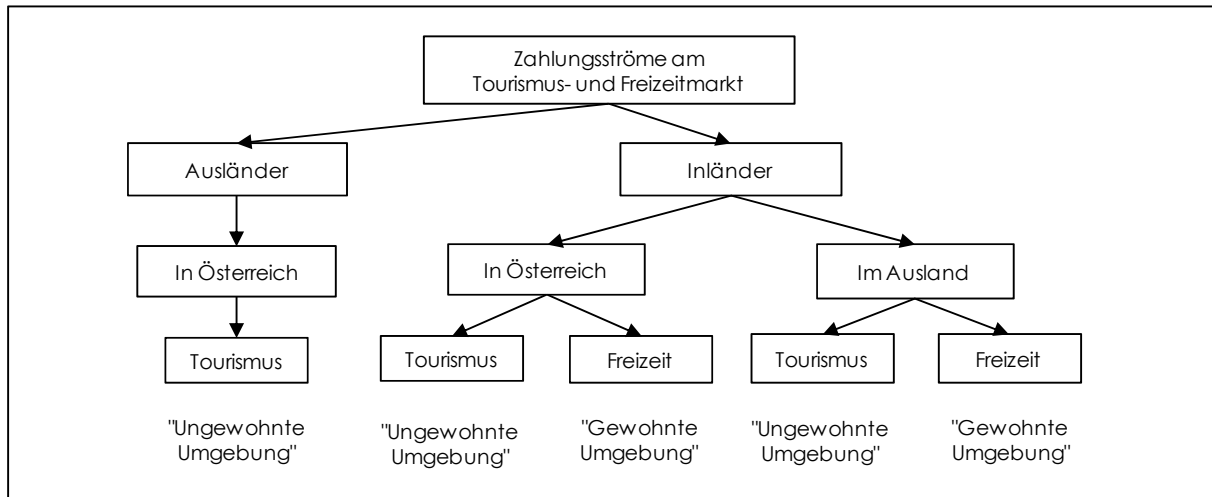 Zahlungsströme am
Tourismus- und Freizeitmarkt
Ausländer
Inländer
In Österreich
In Österreich
Im Ausland
Tourismus
Tourismus
Freizeit
Tourismus
Freizeit
"Ungewohnte
Umgebung"
"Ungewohnte
Umgebung"
"Gewohnte
Umgebung"
"Ungewohnte
Umgebung"
"Gewohnte
Umgebung"